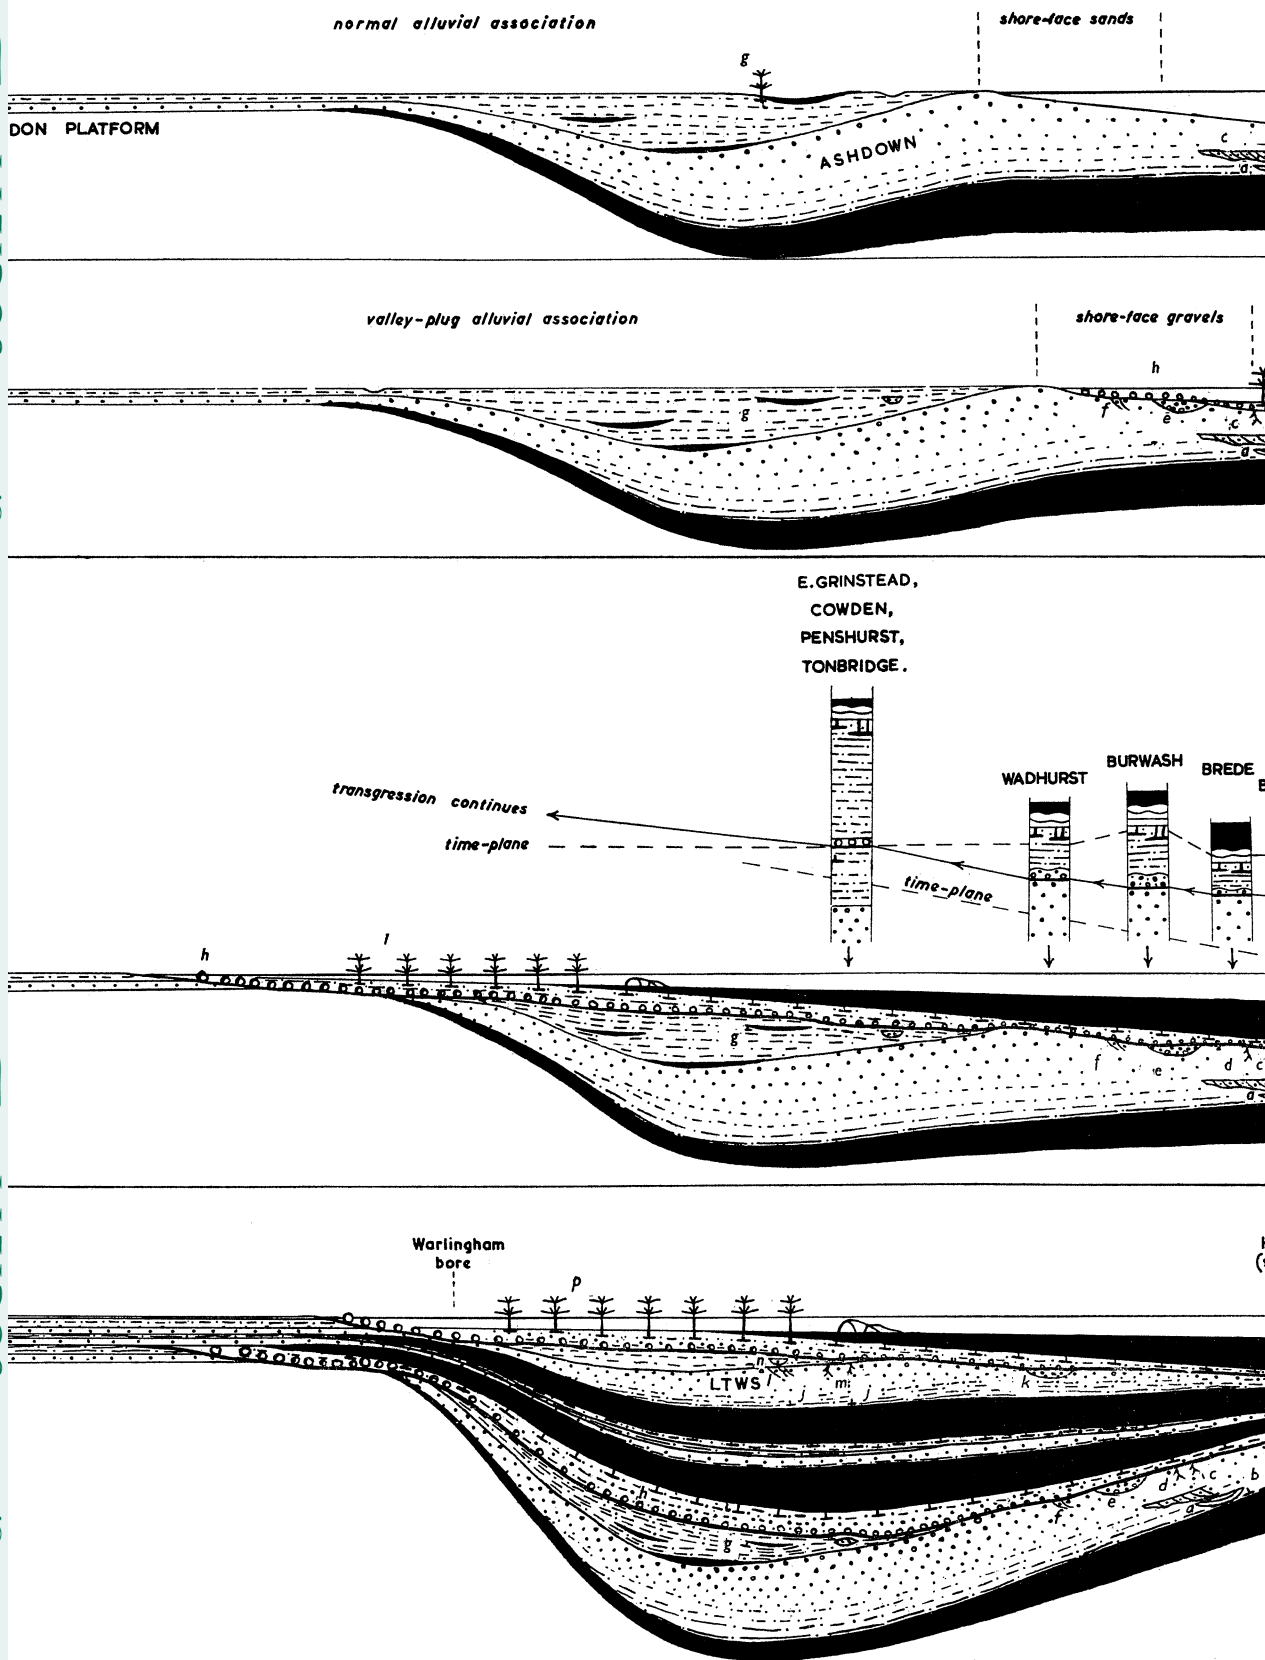 normal alluvial association
shore-face sands
g
DON PLATFORM
ASHDOWN
c
a
valley-plug alluvial association
shore-face gravels
h
g
f
e
c
a
E.GRINSTEAD,
COWDEN,
PENSHURST,
TONBRIDGE.
WADHURST
BURWASH
BREDE
transgression continues
time-plane
time-plane
h
i
g
f
e
d
c
a
Warlingham
bore
p
n
l
LTWS
j
m
j
k
h
g
f
e
d
c
b
a